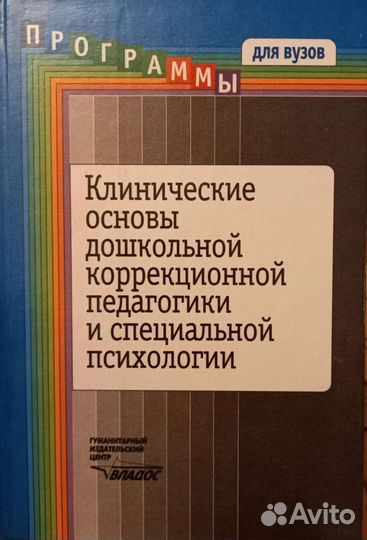 ПРОГРАММЫ
для вузов
Клинические
основы
дошкольной
коррекционной
педагогики
и специальной
психологии
ГУМАНИТАРНЫЙ
ИЗДАТЕЛЬСКИЙ
ЦЕНТР
ВЛАДОС
Avito